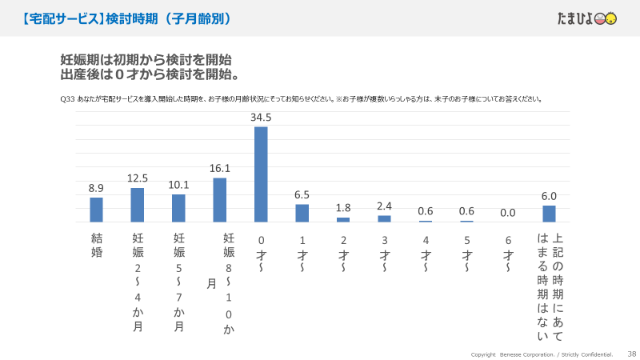 【宅配サービス】検討時期（子月齢別）
たまひよ
妊娠期は初期から検討を開始
出産後は０才から検討を開始。
Q33 あなたが宅配サービスを導入開始した時期を、お子様の月齢状況にそってお知らせください。※お子様が複数いらっしゃる方は、末子のお子様についてお答えください。
8.9
12.5
10.1
16.1
34.5
6.5
1.8
2.4
0.6
0.6
0.0
6.0
結婚
妊娠２～４か月
妊娠５～７か月
妊娠８～１０か
月
０才～
１才～
２才～
３才～
４才～
５才～
６才～
上記の時期にあて
はまる時期はない
Copyright Benesse Corporation. / Strictly Confidential.
38